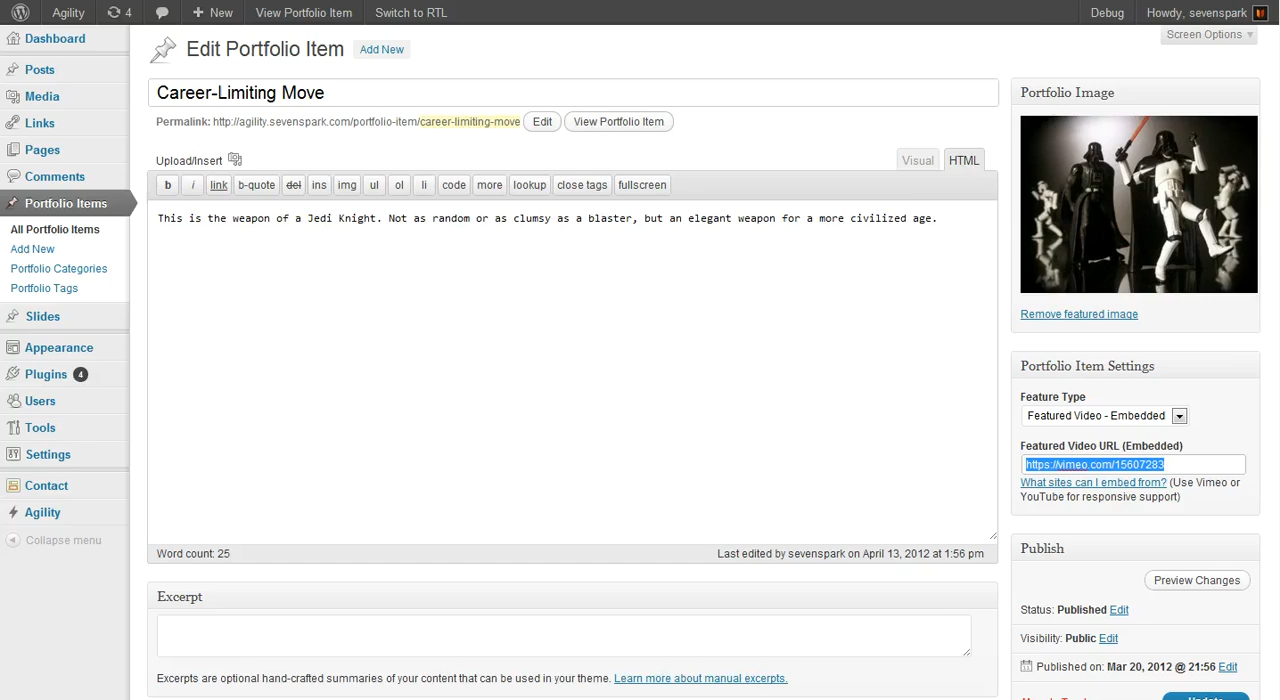 Agility 4 New View Portfolio Item Switch to RTL Debug Howdy, sevenspark
Screen Options
Dashboard
Posts
Media
Links
Pages
Comments
Portfolio Items
All Portfolio Items
Add New
Portfolio Categories
Portfolio Tags
Slides
Appearance
Plugins 4
Users
Tools
Settings
Contact
Agility
Collapse menu
Edit Portfolio Item Add New
Career-Limiting Move
Permalink: http://agility.sevenspark.com/portfolio-item/career-limiting-move Edit View Portfolio Item
Upload/Insert Visual HTML
b i link b-quote del ins img ul ol li code more lookup close tags fullscreen
This is the weapon of a Jedi Knight. Not as random or as clumsy as a blaster, but an elegant weapon for a more civilized age.
Word count: 25 Last edited by sevenspark on April 13, 2012 at 1:56 pm
Excerpt
Excerpts are optional hand-crafted summaries of your content that can be used in your theme. Learn more about manual excerpts.
Portfolio Image
Remove featured image
Portfolio Item Settings
Feature Type
Featured Video - Embedded
Featured Video URL (Embedded)
https://vimeo.com/15607283
What sites can I embed from? (Use Vimeo or
YouTube for responsive support)
Publish
Preview Changes
Status: Published Edit
Visibility: Public Edit
Published on: Mar 20, 2012 @ 21:56 Edit